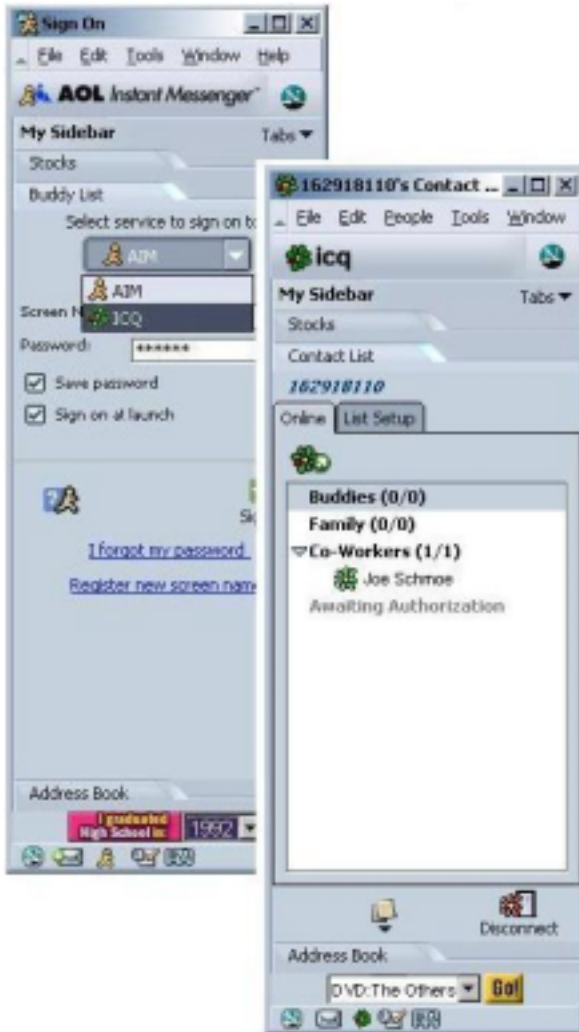 Sign On
File Edit Tools Window Help
AOL Instant Messenger
My Sidebar
Tabs
Stocks
Buddy List
Select service to sign on to
AIM
AIM
ICQ
Screen N
Password: ******
Save password
Sign on at launch
I forgot my password
Register new screen name
Address Book
I graduated
High School in:
1992
162918110's Contact ...
File Edit People Tools Window
icq
My Sidebar
Tabs
Stocks
Contact List
162918110
Online List Setup
Buddies (0/0)
Family (0/0)
Co-Workers (1/1)
Joe Schmoe
Awaiting Authorization
Disconnect
Address Book
DVD:The Others
Go!